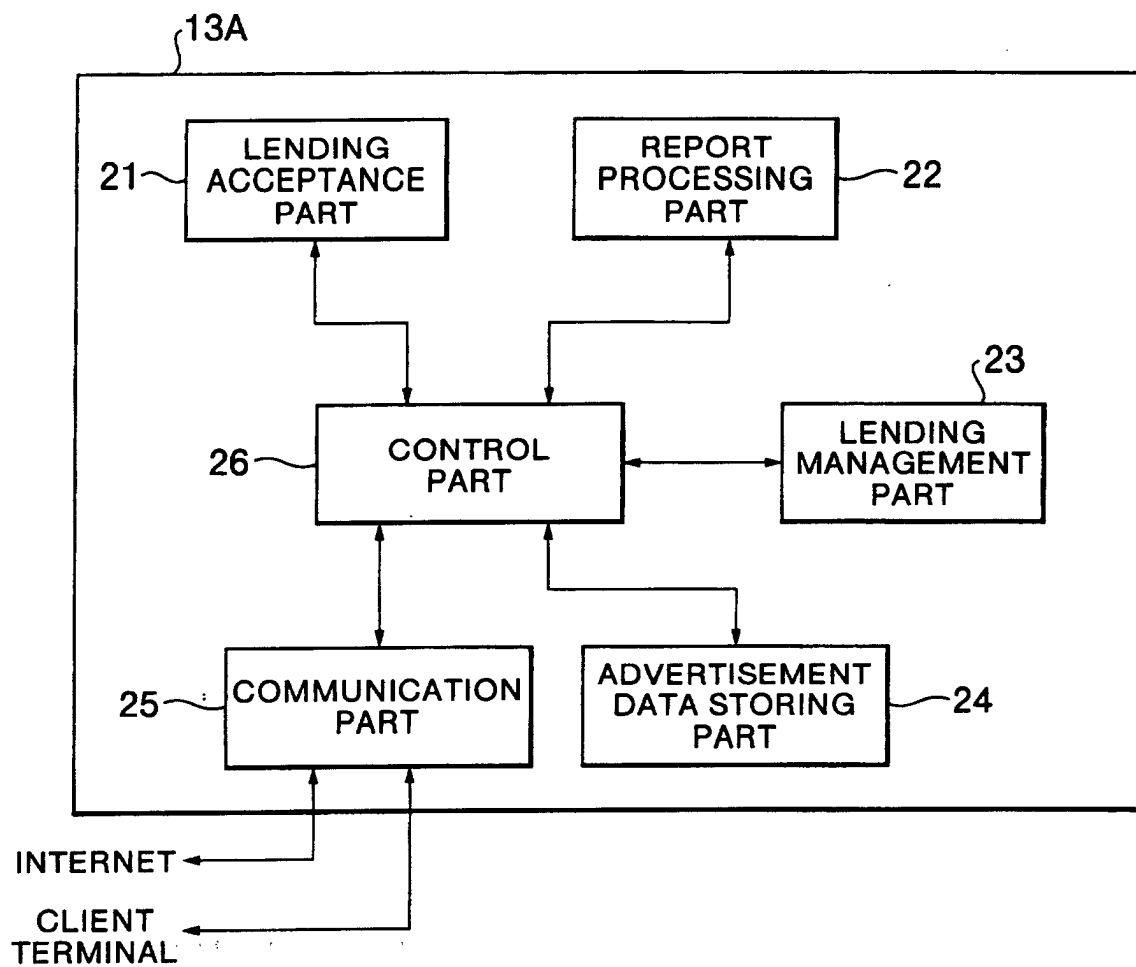 13A
LENDING
ACCEPTANCE
PART
21
REPORT
PROCESSING
PART
22
23
LENDING
MANAGEMENT
PART
CONTROL
PART
26
COMMUNICATION
PART
25
ADVERTISEMENT
DATA STORING
PART
24
INTERNET
CLIENT
TERMINAL